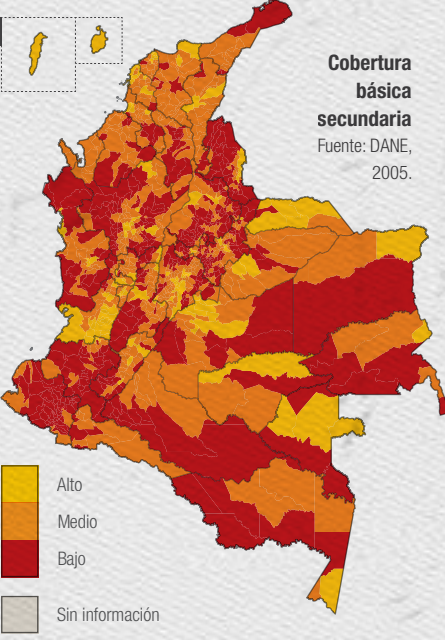 Cobertura
básica
secundaria
Fuente: DANE,
2005.
Alto
Medio
Bajo
Sin información